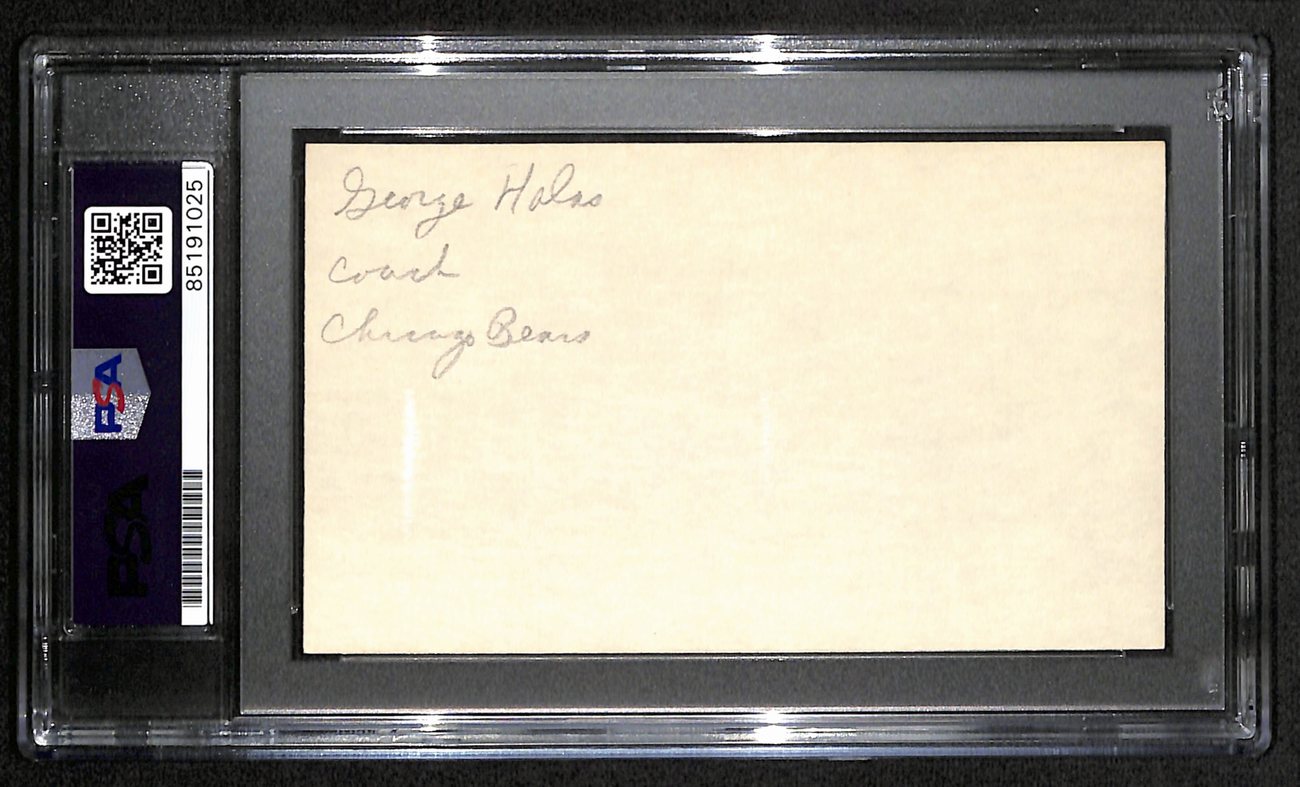 George Halas
coach
Chicago Bears
85191025
PSA
PSA